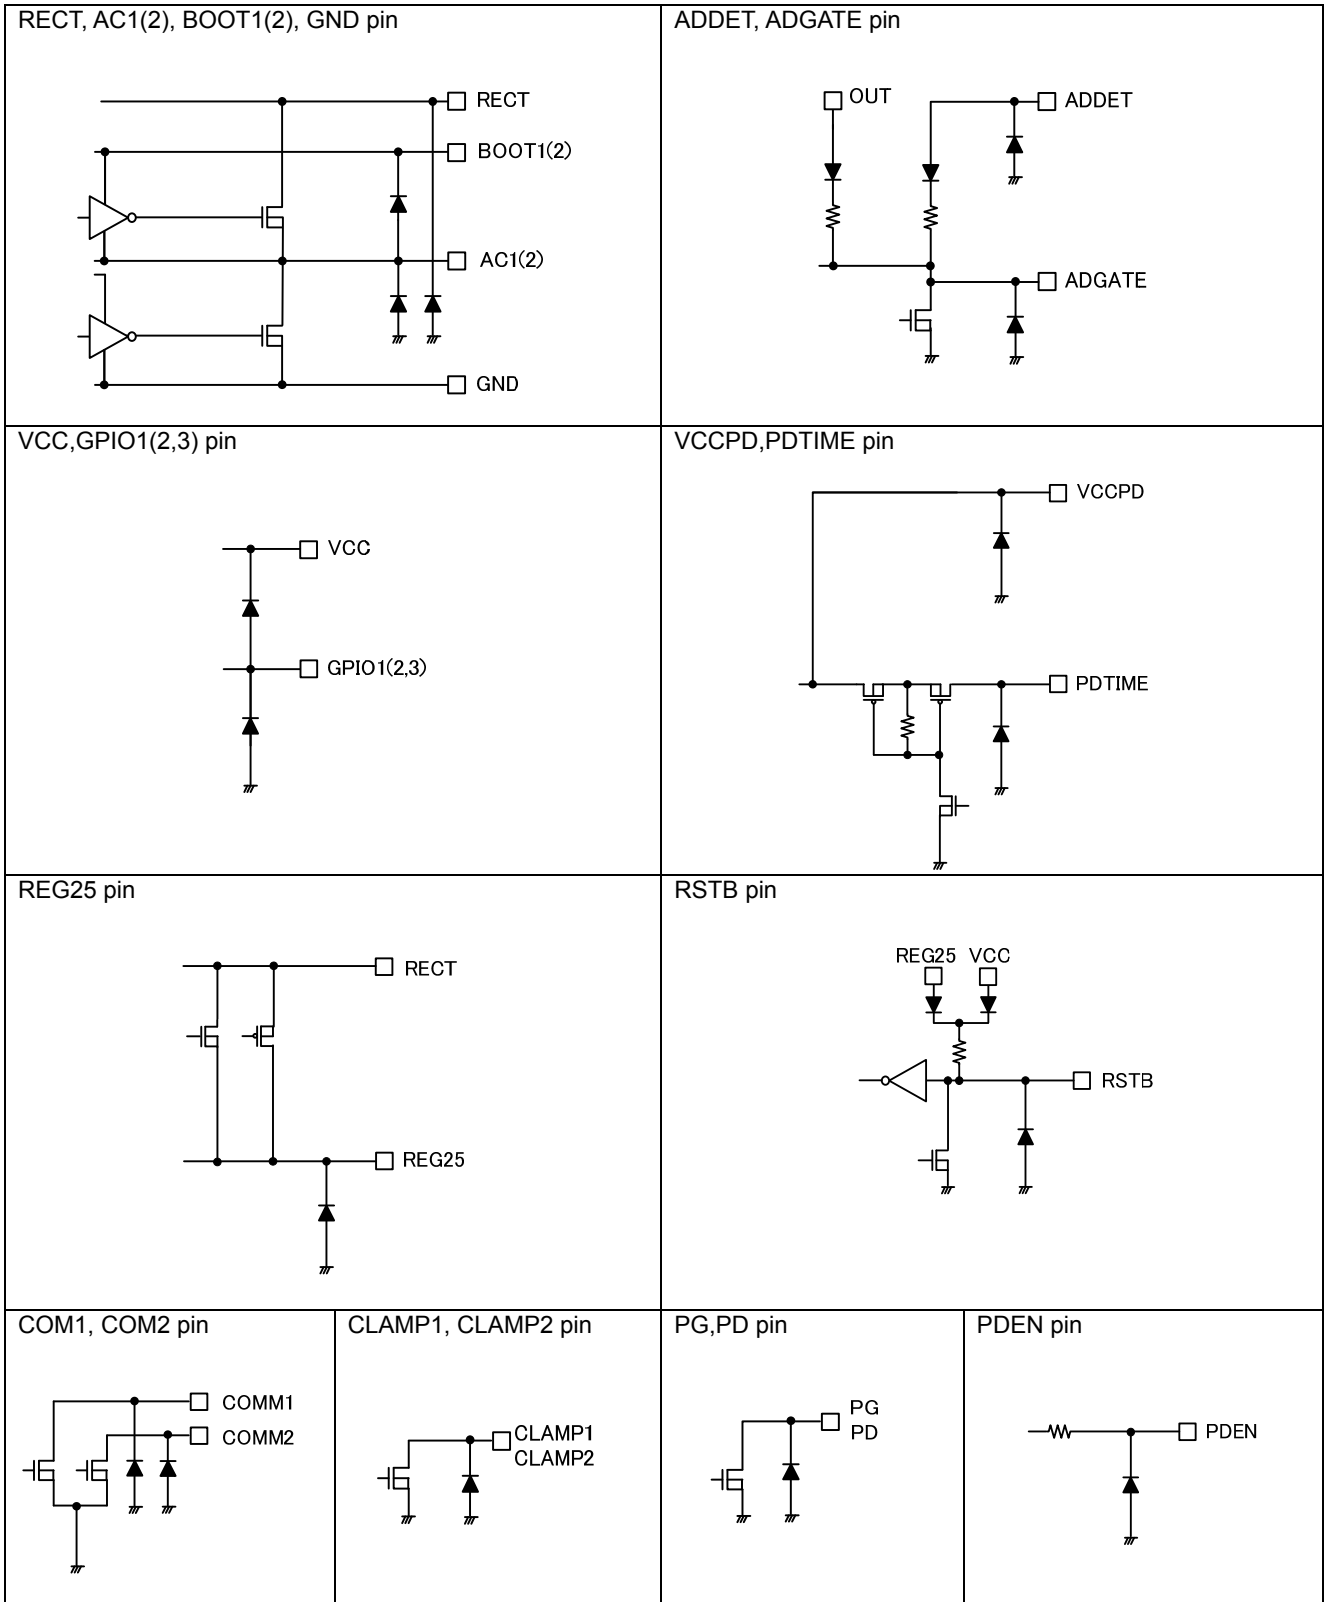 RECT, AC1(2), BOOT1(2), GND pin
RECT
BOOT1(2)
AC1(2)
GND
ADDET, ADGATE pin
OUT
ADDET
ADGATE
VCC,GPIO1(2,3) pin
VCC
GPIO1(2,3)
VCCPD,PDTIME pin
VCCPD
PDTIME
REG25 pin
RECT
REG25
RSTB pin
REG25 VCC
RSTB
COM1, COM2 pin
COMM1
COMM2
CLAMP1, CLAMP2 pin
CLAMP1
CLAMP2
PG,PD pin
PG
PD
PDEN pin
PDEN